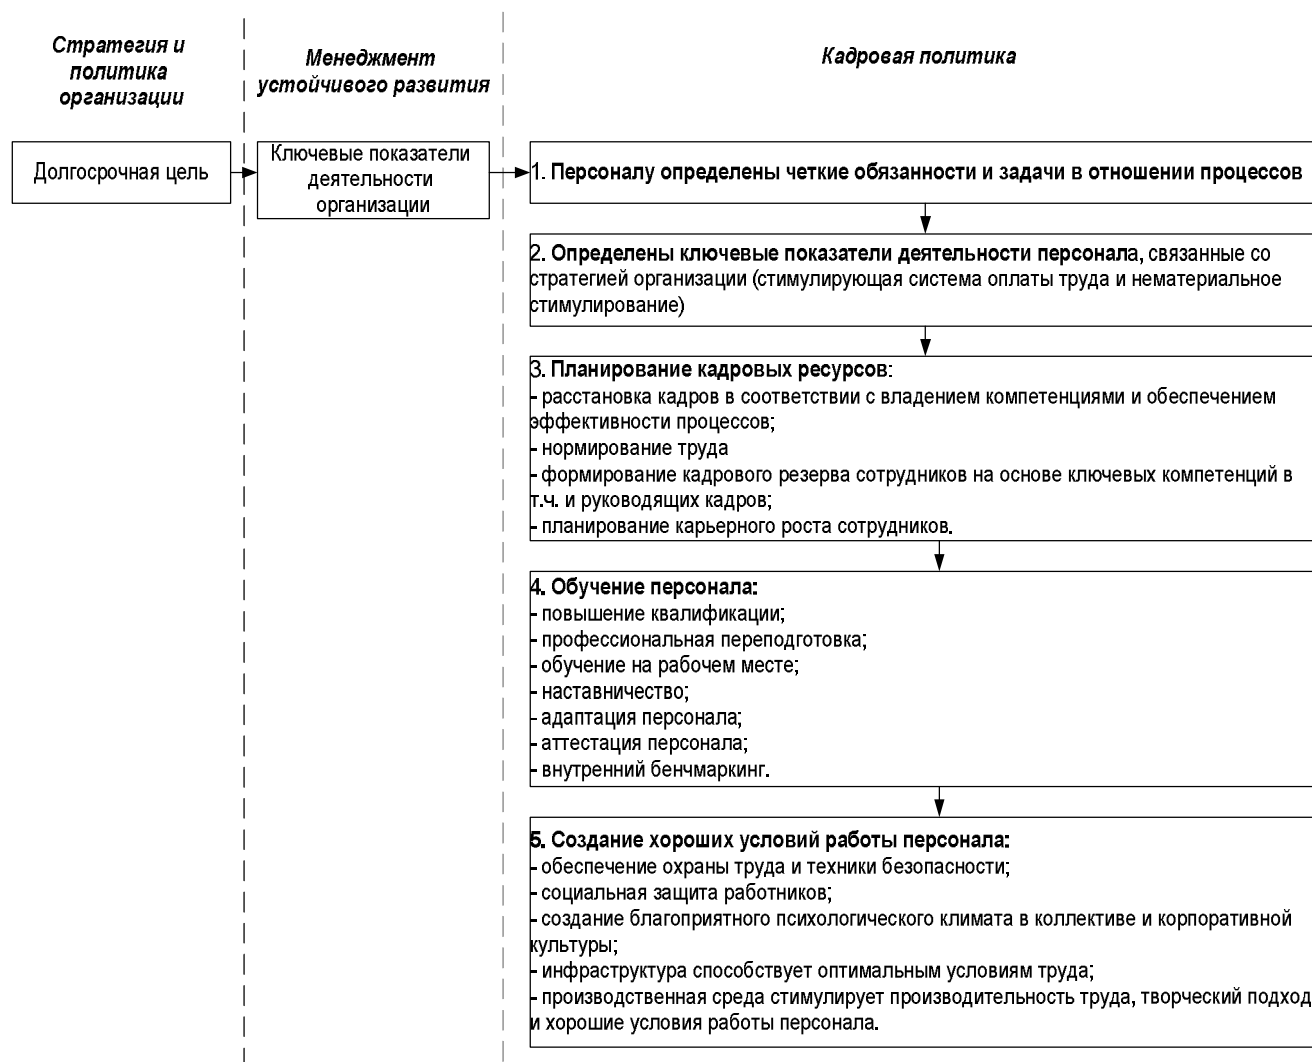 Стратегия и
политика
организации
Менеджмент
устойчивого развития
Кадровая политика
Долгосрочная цель
Ключевые показатели
деятельности
организации
1. Персоналу определены четкие обязанности и задачи в отношении процессов
2. Определены ключевые показатели деятельности персонала, связанные со
стратегией организации (стимулирующая система оплаты труда и нематериальное
стимулирование)
3. Планирование кадровых ресурсов:
- расстановка кадров в соответствии с владением компетенциями и обеспечением
эффективности процессов;
- нормирование труда
- формирование кадрового резерва сотрудников на основе ключевых компетенций в
т.ч. и руководящих кадров;
- планирование карьерного роста сотрудников.
4. Обучение персонала:
- повышение квалификации;
- профессиональная переподготовка;
- обучение на рабочем месте;
- наставничество;
- адаптация персонала;
- аттестация персонала;
- внутренний бенчмаркинг.
5. Создание хороших условий работы персонала:
- обеспечение охраны труда и техники безопасности;
- социальная защита работников;
- создание благоприятного психологического климата в коллективе и корпоративной
культуры;
- инфраструктура способствует оптимальным условиям труда;
- производственная среда стимулирует производительность труда, творческий подход
и хорошие условия работы персонала.